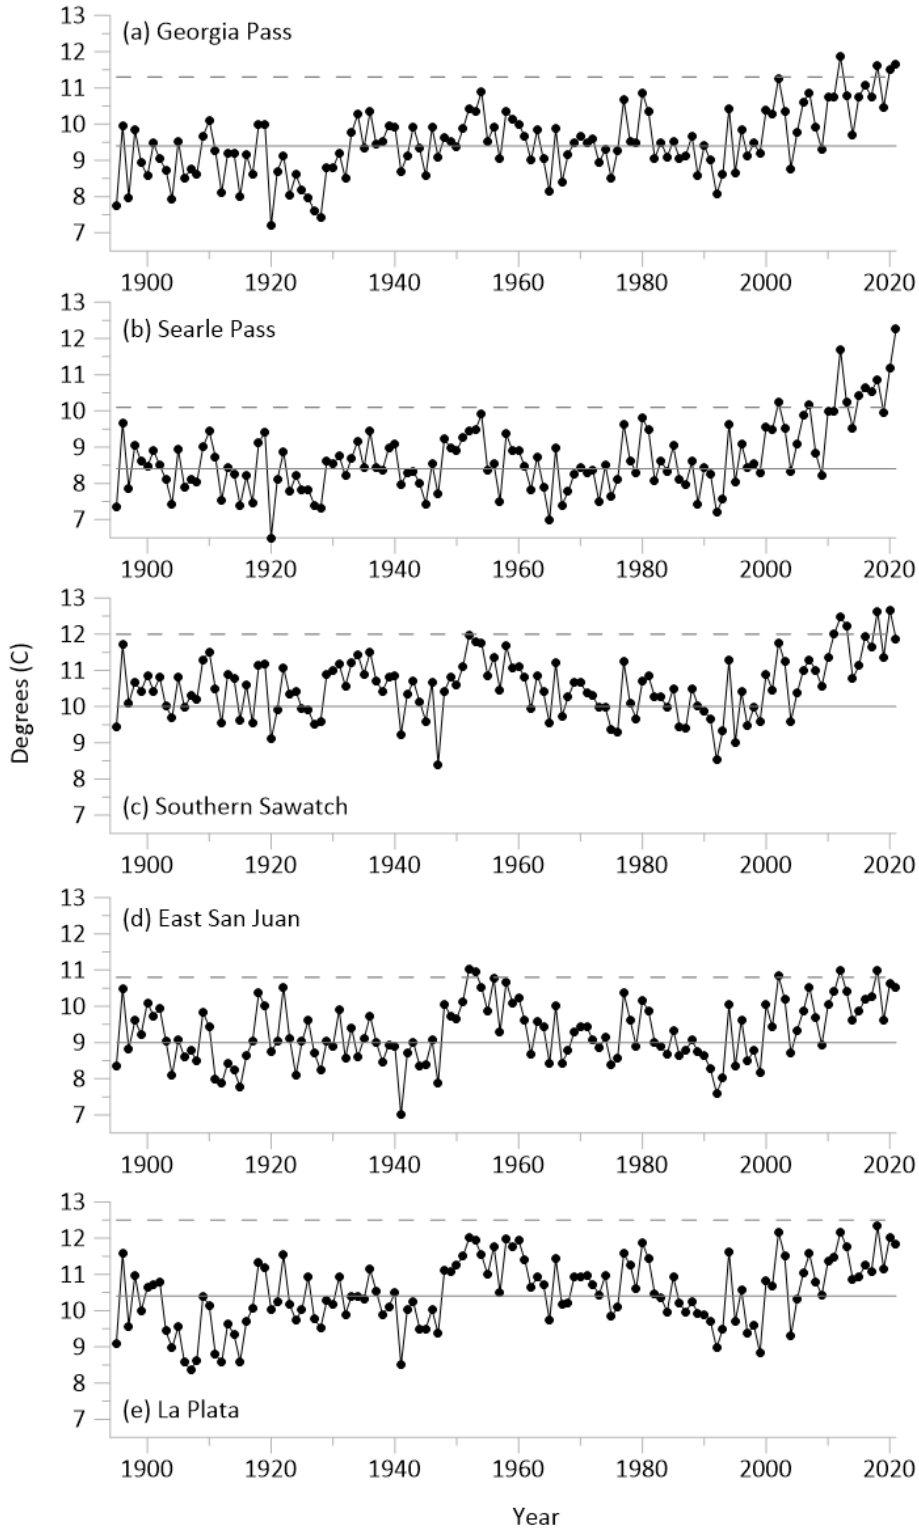 13
(a) Georgia Pass
12
11
10
9
8
7
1900 1920 1940 1960 1980 2000 2020
13
(b) Searle Pass
12
11
10
9
8
7
1900 1920 1940 1960 1980 2000 2020
Degrees (C)
13
12
11
10
9
8
(c) Southern Sawatch
7
1900 1920 1940 1960 1980 2000 2020
13
(d) East San Juan
12
11
10
9
8
7
1900 1920 1940 1960 1980 2000 2020
13
12
11
10
9
8
(e) La Plata
7
1900 1920 1940 1960 1980 2000 2020
Year